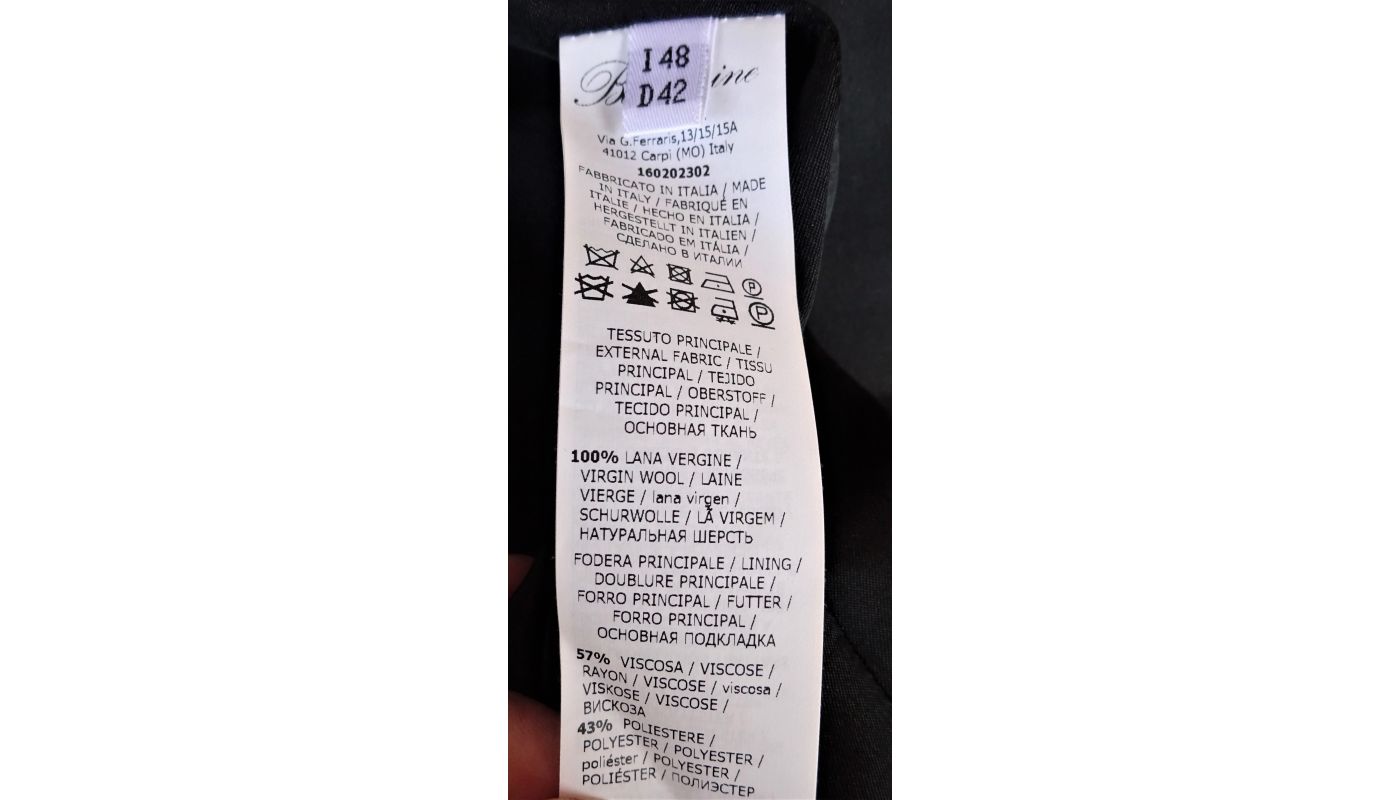 I 48
D 42
Via G.Ferraris,13/15/15A
41012 Carpi (MO) Italy
160202302
FABBRICATO IN ITALIA / MADE
IN ITALY / FABRIQUÉ EN
ITALIE / HECHO EN ITALIA /
HERGESTELLT IN ITALIEN /
FABRICADO EM ITÁLIA /
СДЕЛАНО В ИТАЛИИ
P
P
TESSUTO PRINCIPALE /
EXTERNAL FABRIC / TISSU
PRINCIPAL / TEJIDO
PRINCIPAL / OBERSTOFF /
TECIDO PRINCIPAL /
ОСНОВНАЯ ТКАНЬ
100% LANA VERGINE /
VIRGIN WOOL / LAINE
VIERGE / lana virgen /
SCHURWOLLE / LÃ VIRGEM /
НАТУРАЛЬНАЯ ШЕРСТЬ
FODERA PRINCIPALE / LINING /
DOUBLURE PRINCIPALE /
FORRO PRINCIPAL / FUTTER /
FORRO PRINCIPAL /
ОСНОВНАЯ ПОДКЛАДКА
57% VISCOSA / VISCOSE /
RAYON / VISCOSE / viscosa /
VISKOSE / VISCOSE /
ВИСКОЗА
43% POLIESTERE /
POLYESTER / POLYESTER /
poliéster / POLYESTER /
POLIÉSTER / ПОЛИЭСТЕР